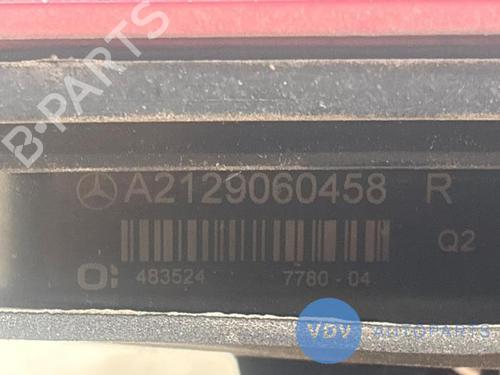 B-PARTS
A2129060458 R
Q2
483524 7780-04
VDV AUTOPARTS